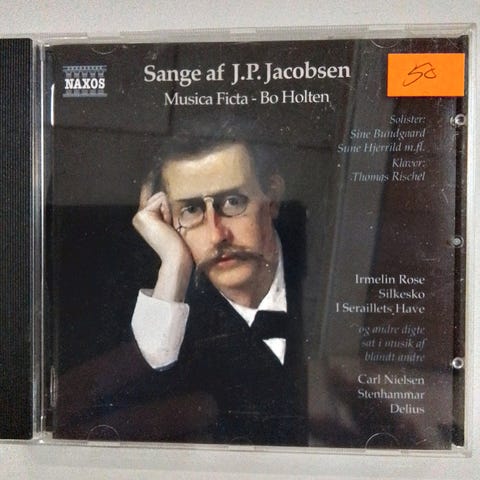 NAXOS
Sange af J.P. Jacobsen
Musica Ficta - Bo Holten
50
Solister:
Sine Bundgaard
Sune Hjerrild m.fl.
Klaver:
Thomas Rischel
Irmelin Rose
Silkesko
I Seraillets Have
og andre digte
sat i musik af
blandt andre
Carl Nielsen
Stenhammar
Delius